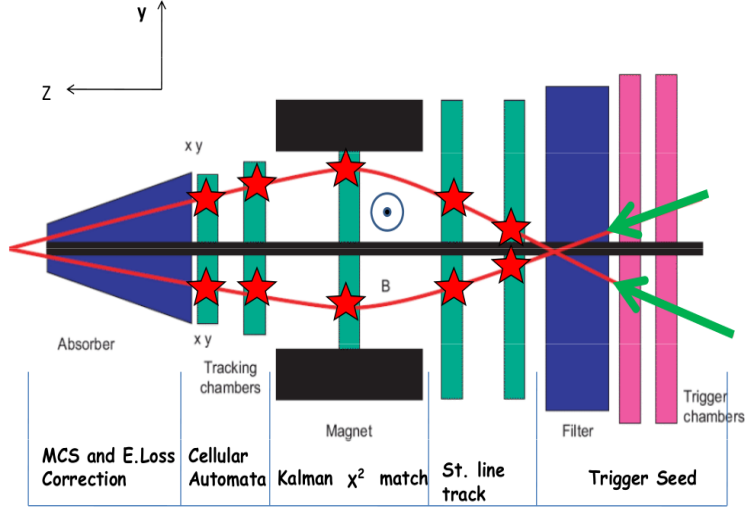 y
Z
x y
B
Absorber
x y
Tracking
chambers
Magnet
Filter
Trigger
chambers
MCS and E.Loss
Correction
Cellular
Automata
Kalman χ² match
St. line
track
Trigger Seed